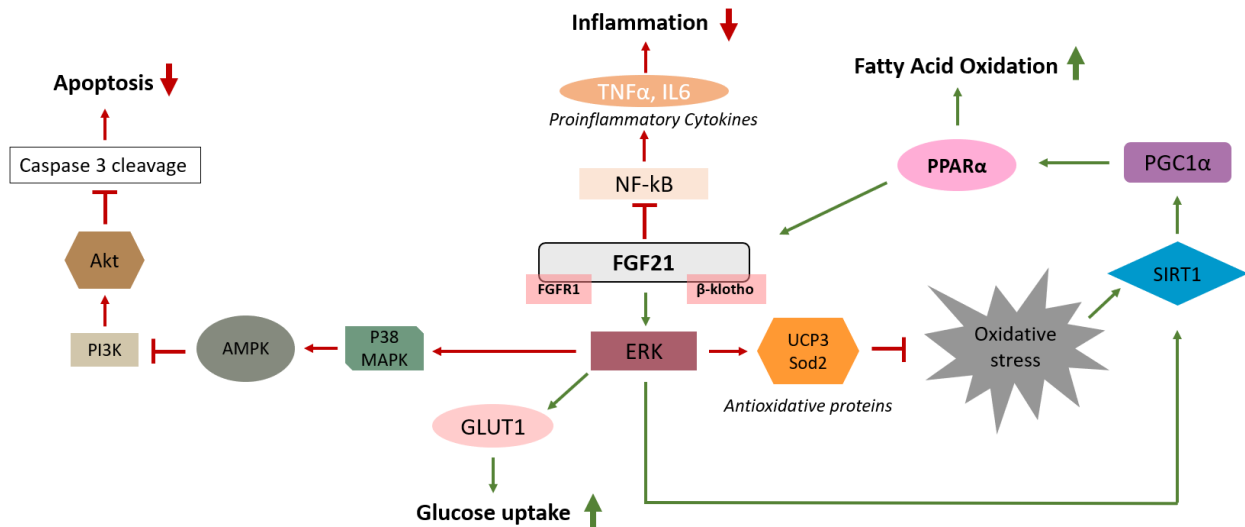 Inflammation
Apoptosis
Fatty Acid Oxidation
TNFα, IL6
Proinflammatory Cytokines
Caspase 3 cleavage
NF-kB
PPARα
PGC1α
Akt
FGF21
FGFR1
β-klotho
SIRT1
PI3K
AMPK
P38
MAPK
ERK
UCP3
Sod2
Oxidative
stress
Antioxidative proteins
GLUT1
Glucose uptake